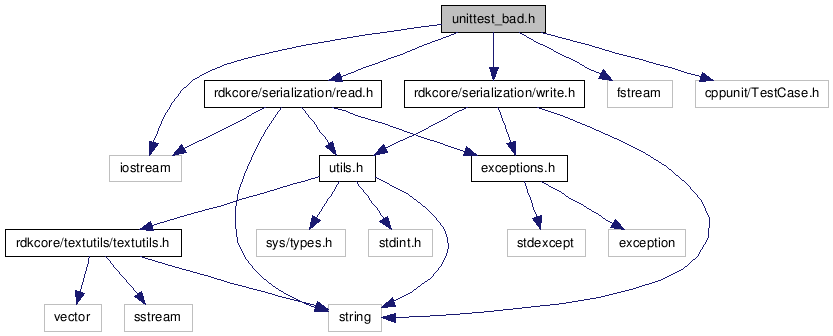 unittest_bad.h
rdkcore/serialization/read.h
rdkcore/serialization/write.h
fstream
cppunit/TestCase.h
iostream
utils.h
exceptions.h
rdkcore/textutils/textutils.h
sys/types.h
stdint.h
stdexcept
exception
vector
sstream
string